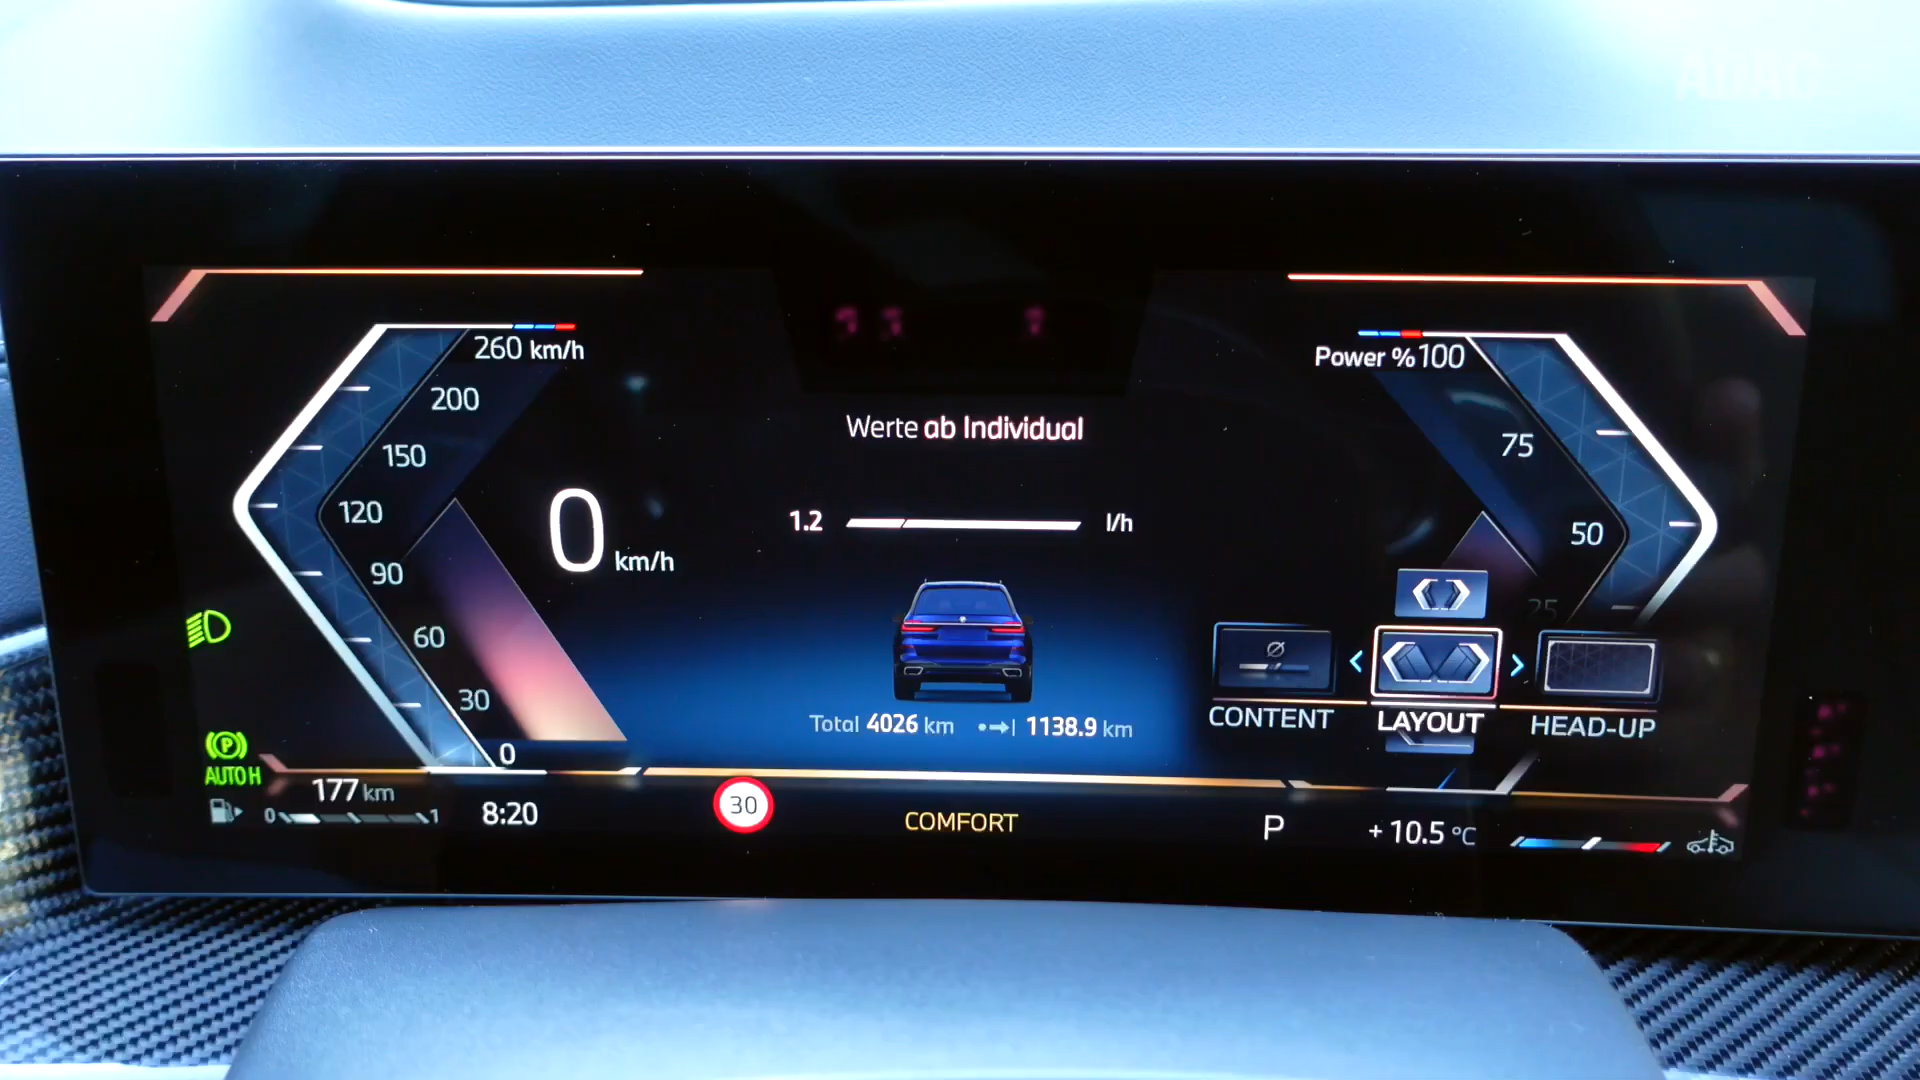 ADAC
260 km/h
200
150
120
90
60
30
0
0 km/h
Werte ab Individual
1.2 l/h
Total 4026 km 1138.9 km
Power % 100
75
50
25
CONTENT LAYOUT HEAD-UP
P
AUTO H
177 km
0 1
8:20
30
COMFORT
P
+ 10.5 °C